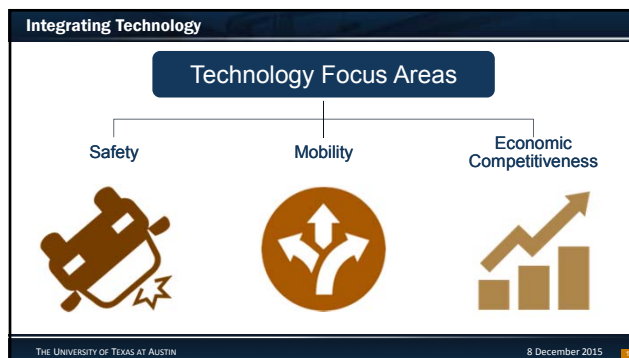 Integrating Technology
Technology Focus Areas
Safety
Mobility
Economic
Competitiveness
THE UNIVERSITY OF TEXAS AT AUSTIN
8 December 2015